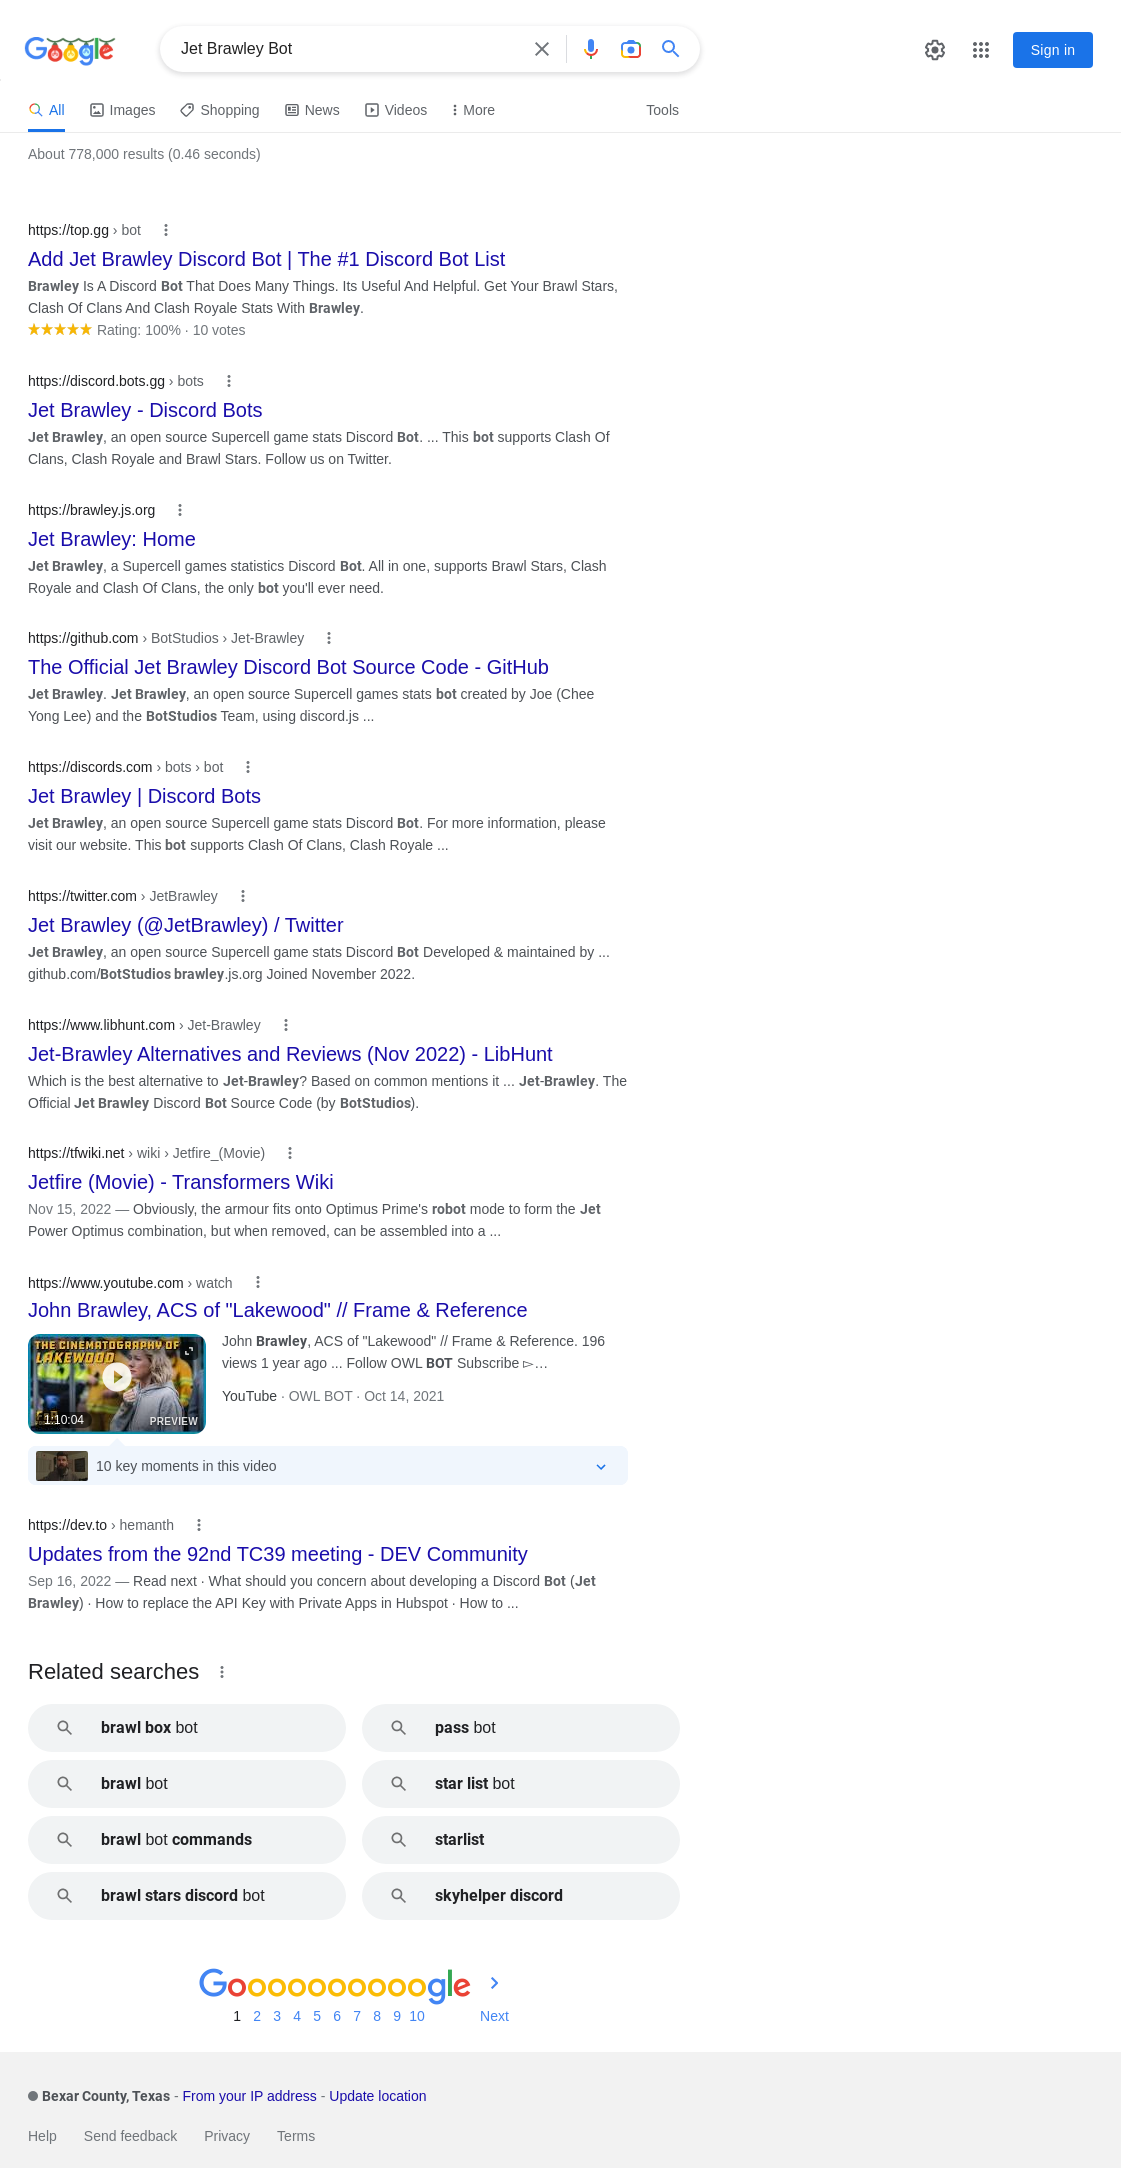 Google
Jet Brawley Bot
Sign in
All Images Shopping News Videos More Tools
About 778,000 results (0.46 seconds)
https://top.gg › bot
Add Jet Brawley Discord Bot | The #1 Discord Bot List
Brawley Is A Discord Bot That Does Many Things. Its Useful And Helpful. Get Your Brawl Stars,
Clash Of Clans And Clash Royale Stats With Brawley.
Rating: 100% · 10 votes
https://discord.bots.gg › bots
Jet Brawley - Discord Bots
Jet Brawley, an open source Supercell game stats Discord Bot. ... This bot supports Clash Of
Clans, Clash Royale and Brawl Stars. Follow us on Twitter.
https://brawley.js.org
Jet Brawley: Home
Jet Brawley, a Supercell games statistics Discord Bot. All in one, supports Brawl Stars, Clash
Royale and Clash Of Clans, the only bot you'll ever need.
https://github.com › BotStudios › Jet-Brawley
The Official Jet Brawley Discord Bot Source Code - GitHub
Jet Brawley. Jet Brawley, an open source Supercell games stats bot created by Joe (Chee
Yong Lee) and the BotStudios Team, using discord.js ...
https://discords.com › bots › bot
Jet Brawley | Discord Bots
Jet Brawley, an open source Supercell game stats Discord Bot. For more information, please
visit our website. This bot supports Clash Of Clans, Clash Royale ...
https://twitter.com › JetBrawley
Jet Brawley (@JetBrawley) / Twitter
Jet Brawley, an open source Supercell game stats Discord Bot Developed & maintained by ...
github.com/BotStudios brawley.js.org Joined November 2022.
https://www.libhunt.com › Jet-Brawley
Jet-Brawley Alternatives and Reviews (Nov 2022) - LibHunt
Which is the best alternative to Jet-Brawley? Based on common mentions it ... Jet-Brawley. The
Official Jet Brawley Discord Bot Source Code (by BotStudios).
https://tfwiki.net › wiki › Jetfire_(Movie)
Jetfire (Movie) - Transformers Wiki
Nov 15, 2022 — Obviously, the armour fits onto Optimus Prime's robot mode to form the Jet
Power Optimus combination, but when removed, can be assembled into a ...
https://www.youtube.com › watch
John Brawley, ACS of "Lakewood" // Frame & Reference
THE CINEMATOGRAPHY OF
LAKEWOOD
1:10:04
PREVIEW
John Brawley, ACS of "Lakewood" // Frame & Reference. 196
views 1 year ago ... Follow OWL BOT Subscribe ▻…
YouTube · OWL BOT · Oct 14, 2021
10 key moments in this video
https://dev.to › hemanth
Updates from the 92nd TC39 meeting - DEV Community
Sep 16, 2022 — Read next · What should you concern about developing a Discord Bot (Jet
Brawley) · How to replace the API Key with Private Apps in Hubspot · How to ...
Related searches
brawl box bot
pass bot
brawl bot
star list bot
brawl bot commands
starlist
brawl stars discord bot
skyhelper discord
Goooooooooogle
1 2 3 4 5 6 7 8 9 10 Next
Bexar County, Texas - From your IP address - Update location
Help Send feedback Privacy Terms